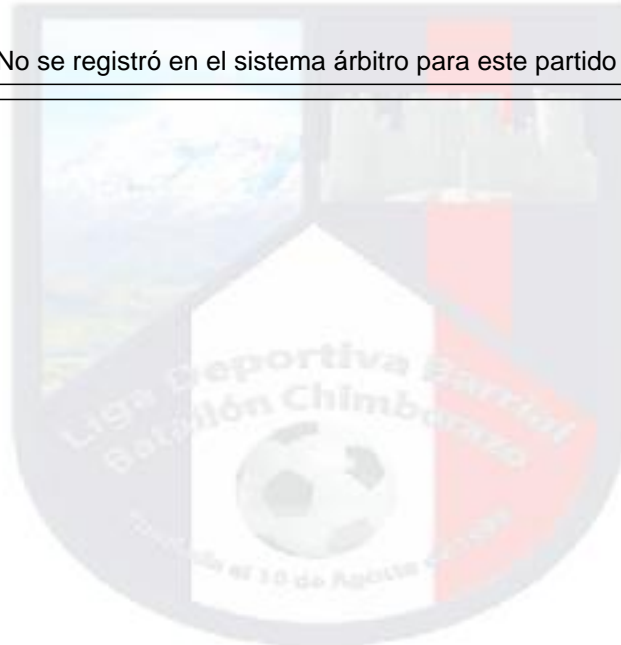 No se registró en el sistema árbitro para este partido
Liga Deportiva Barrial
Batallón Chimborazo
el 10 de Agosto